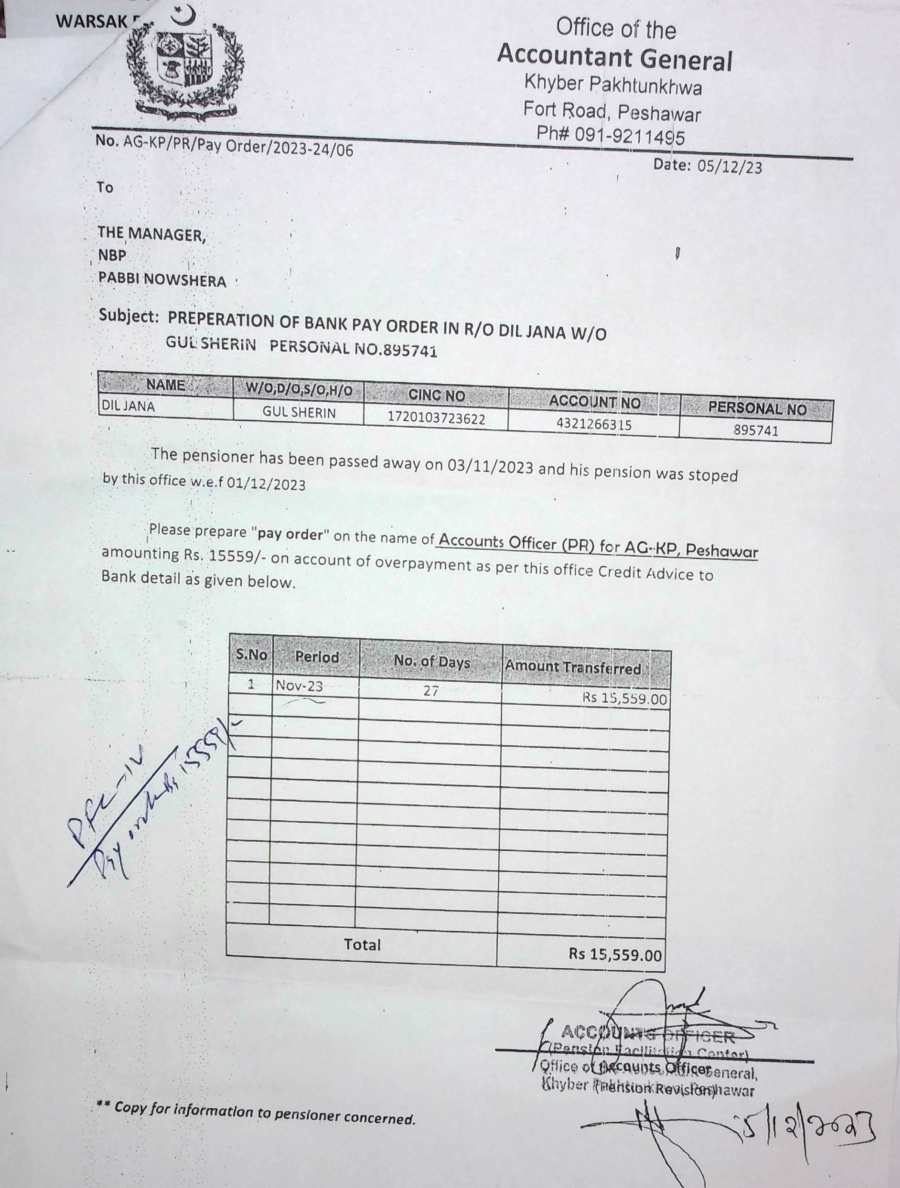 WARSAK
Office of the
Accountant General
Khyber Pakhtunkhwa
Fort Road, Peshawar
Ph# 091-9211495
No. AG-KP/PR/Pay Order/2023-24/06
Date: 05/12/23
To
THE MANAGER,
NBP
PABBI NOWSHERA
Subject: PREPERATION OF BANK PAY ORDER IN R/O DIL JANA W/O
GUL SHERIN PERSONAL NO.895741
NAME W/O,D/O,S/O,H/O CINC NO ACCOUNT NO PERSONAL NO
DIL JANA GUL SHERIN 1720103723622 4321266315 895741
The pensioner has been passed away on 03/11/2023 and his pension was stoped
by this office w.e.f 01/12/2023
Please prepare "pay order" on the name of Accounts Officer (PR) for AG-KP, Peshawar
amounting Rs. 15559/- on account of overpayment as per this office Credit Advice to
Bank detail as given below.
S.No Period No. of Days Amount Transferred
1 Nov-23 27 Rs 15,559.00
Total Rs 15,559.00
PFC-IV
Pay order Rs 15559/-
ACCOUNTS OFFICER
(Pension Facilitation Center)
Office of Accounts Officer General,
Khyber (Pension Revision) Peshawar
5/12/2023
** Copy for information to pensioner concerned.